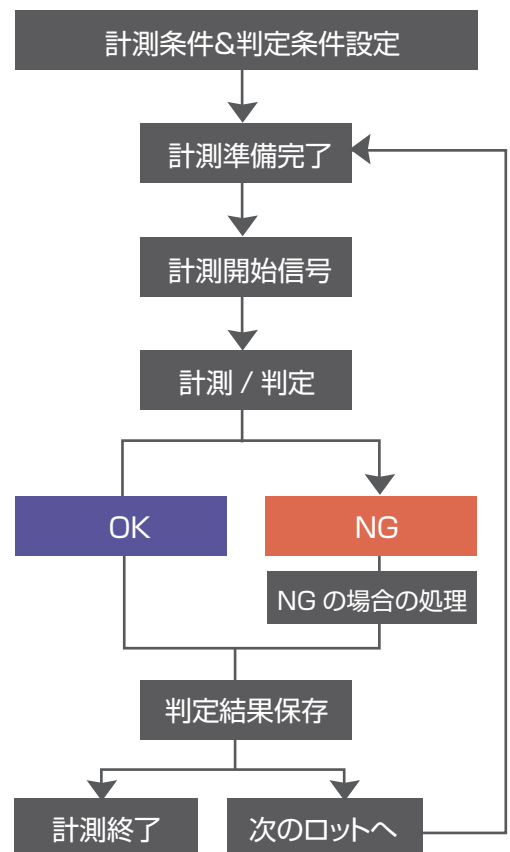 計測条件&判定条件設定
計測準備完了
計測開始信号
計測 / 判定
OK
NG
NG の場合の処理
判定結果保存
計測終了
次のロットへ